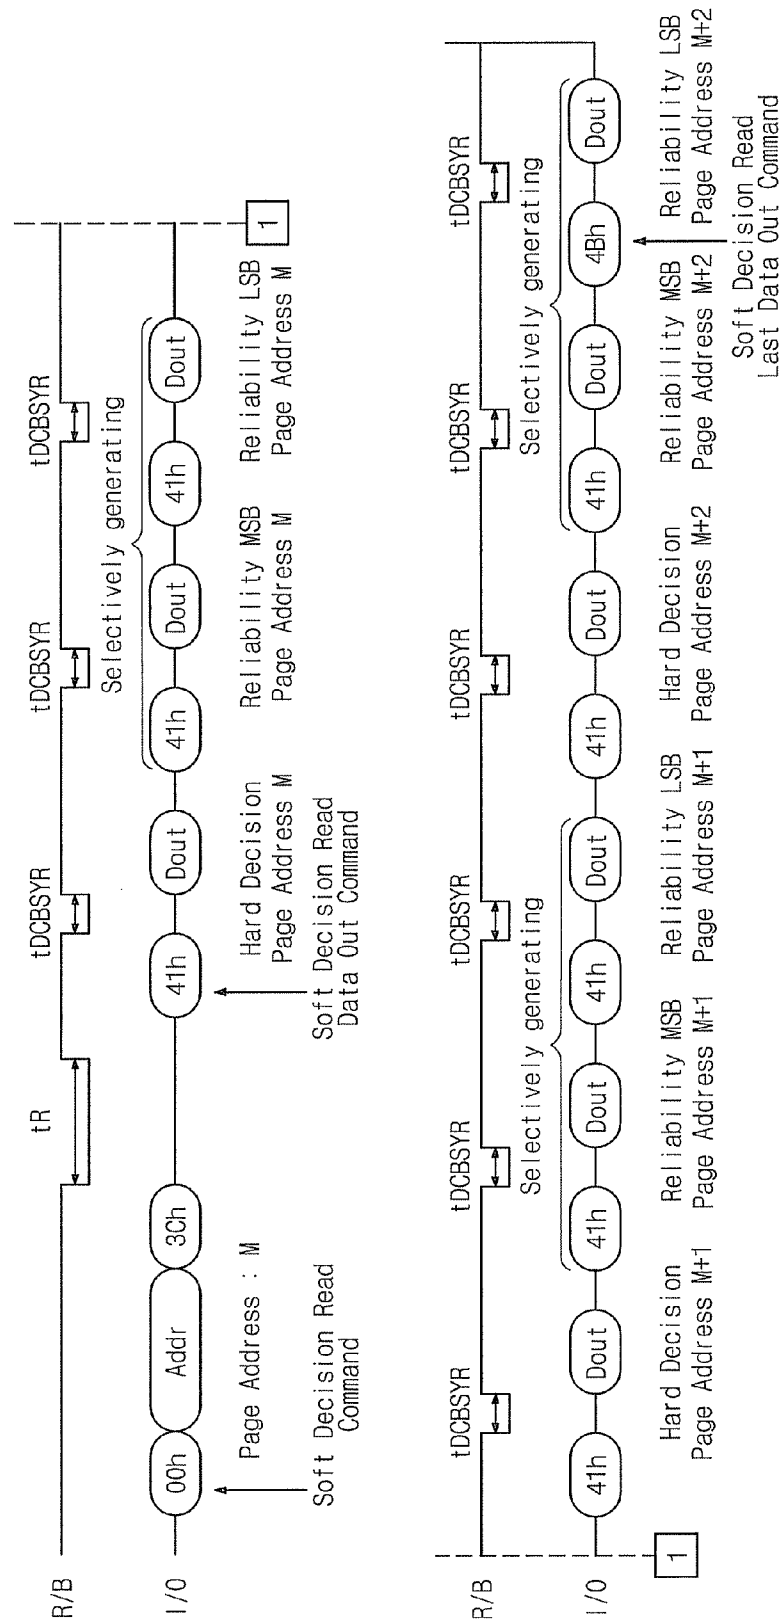 R/B
tR
tDCBSYR
tDCBSYR
tDCBSYR
Selectively generating
I/O
00h
Addr
3Ch
41h
Dout
41h
Dout
41h
Dout
Page Address : M
Hard Decision
Page Address M
Reliability MSB
Page Address M
Reliability LSB
Page Address M
Soft Decision Read
Command
Soft Decision Read
Data Out Command
1
R/B
tDCBSYR
tDCBSYR
tDCBSYR
tDCBSYR
tDCBSYR
tDCBSYR
Selectively generating
Selectively generating
I/O
41h
Dout
41h
Dout
41h
Dout
41h
Dout
41h
Dout
4Bh
Dout
Hard Decision
Page Address M+1
Reliability MSB
Page Address M+1
Reliability LSB
Page Address M+1
Hard Decision
Page Address M+2
Reliability MSB
Page Address M+2
Reliability LSB
Page Address M+2
1
Soft Decision Read
Last Data Out Command